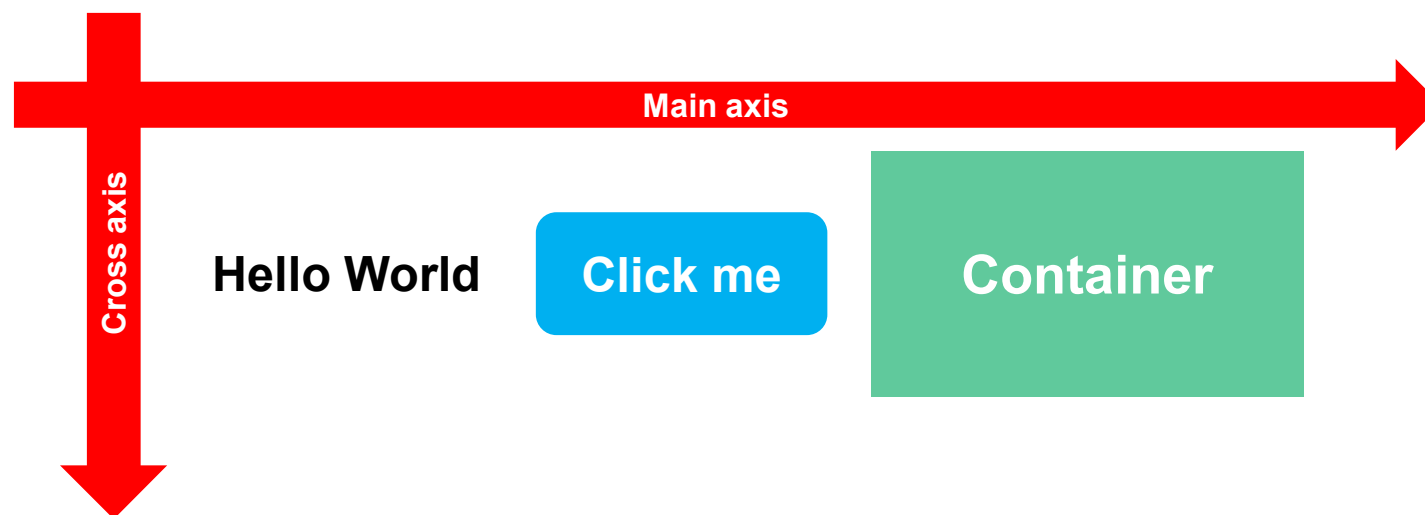 Main axis
Cross axis
Hello World
Click me
Container